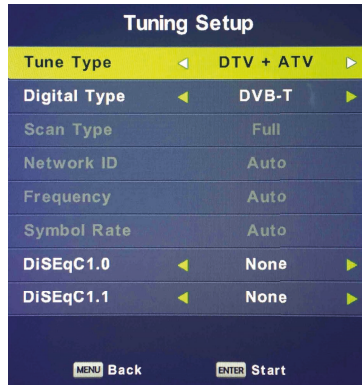 Tuning Setup
Tune Type DTV + ATV
Digital Type DVB-T
Scan Type Full
Network ID Auto
Frequency Auto
Symbol Rate Auto
DiSEqC1.0 None
DiSEqC1.1 None
MENU Back ENTER Start